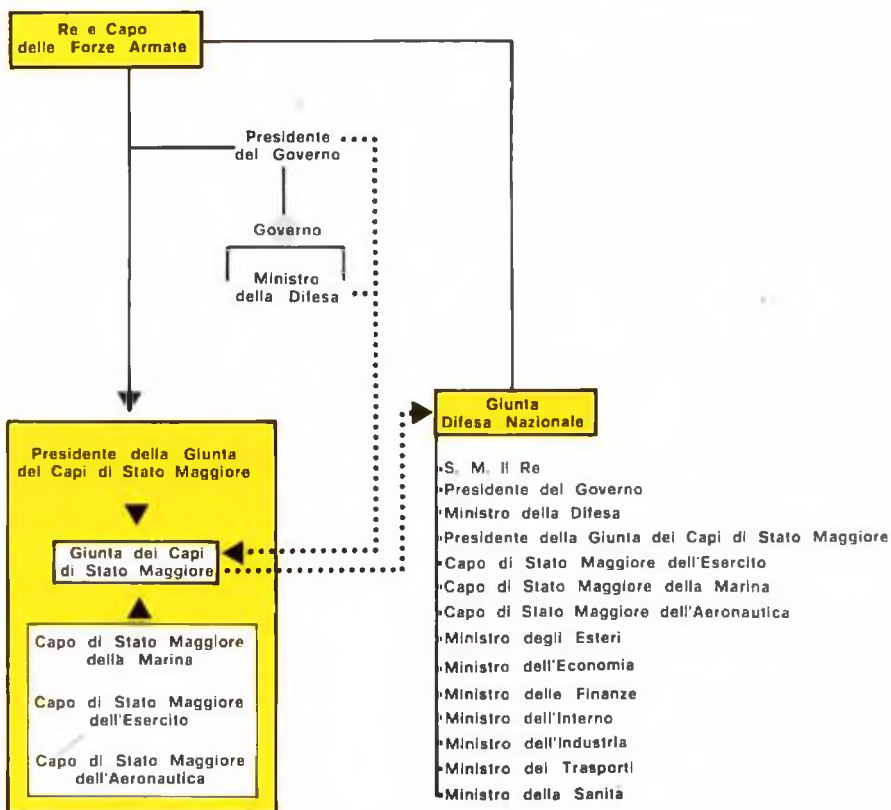 Re e Capo
delle Forze Armate
Presidente
del Governo
Governo
Ministro
della Difesa
Presidente della Giunta
dei Capi di Stato Maggiore
Giunta dei Capi
di Stato Maggiore
Capo di Stato Maggiore
della Marina
Capo di Stato Maggiore
dell'Esercito
Capo di Stato Maggiore
dell'Aeronautica
Giunta
Difesa Nazionale
S. M. Il Re
Presidente del Governo
Ministro della Difesa
Presidente della Giunta dei Capi di Stato Maggiore
Capo di Stato Maggiore dell'Esercito
Capo di Stato Maggiore della Marina
Capo di Stato Maggiore dell'Aeronautica
Ministro degli Esteri
Ministro dell'Economia
Ministro delle Finanze
Ministro dell'Interno
Ministro dell'Industria
Ministro dei Trasporti
Ministro della Sanità